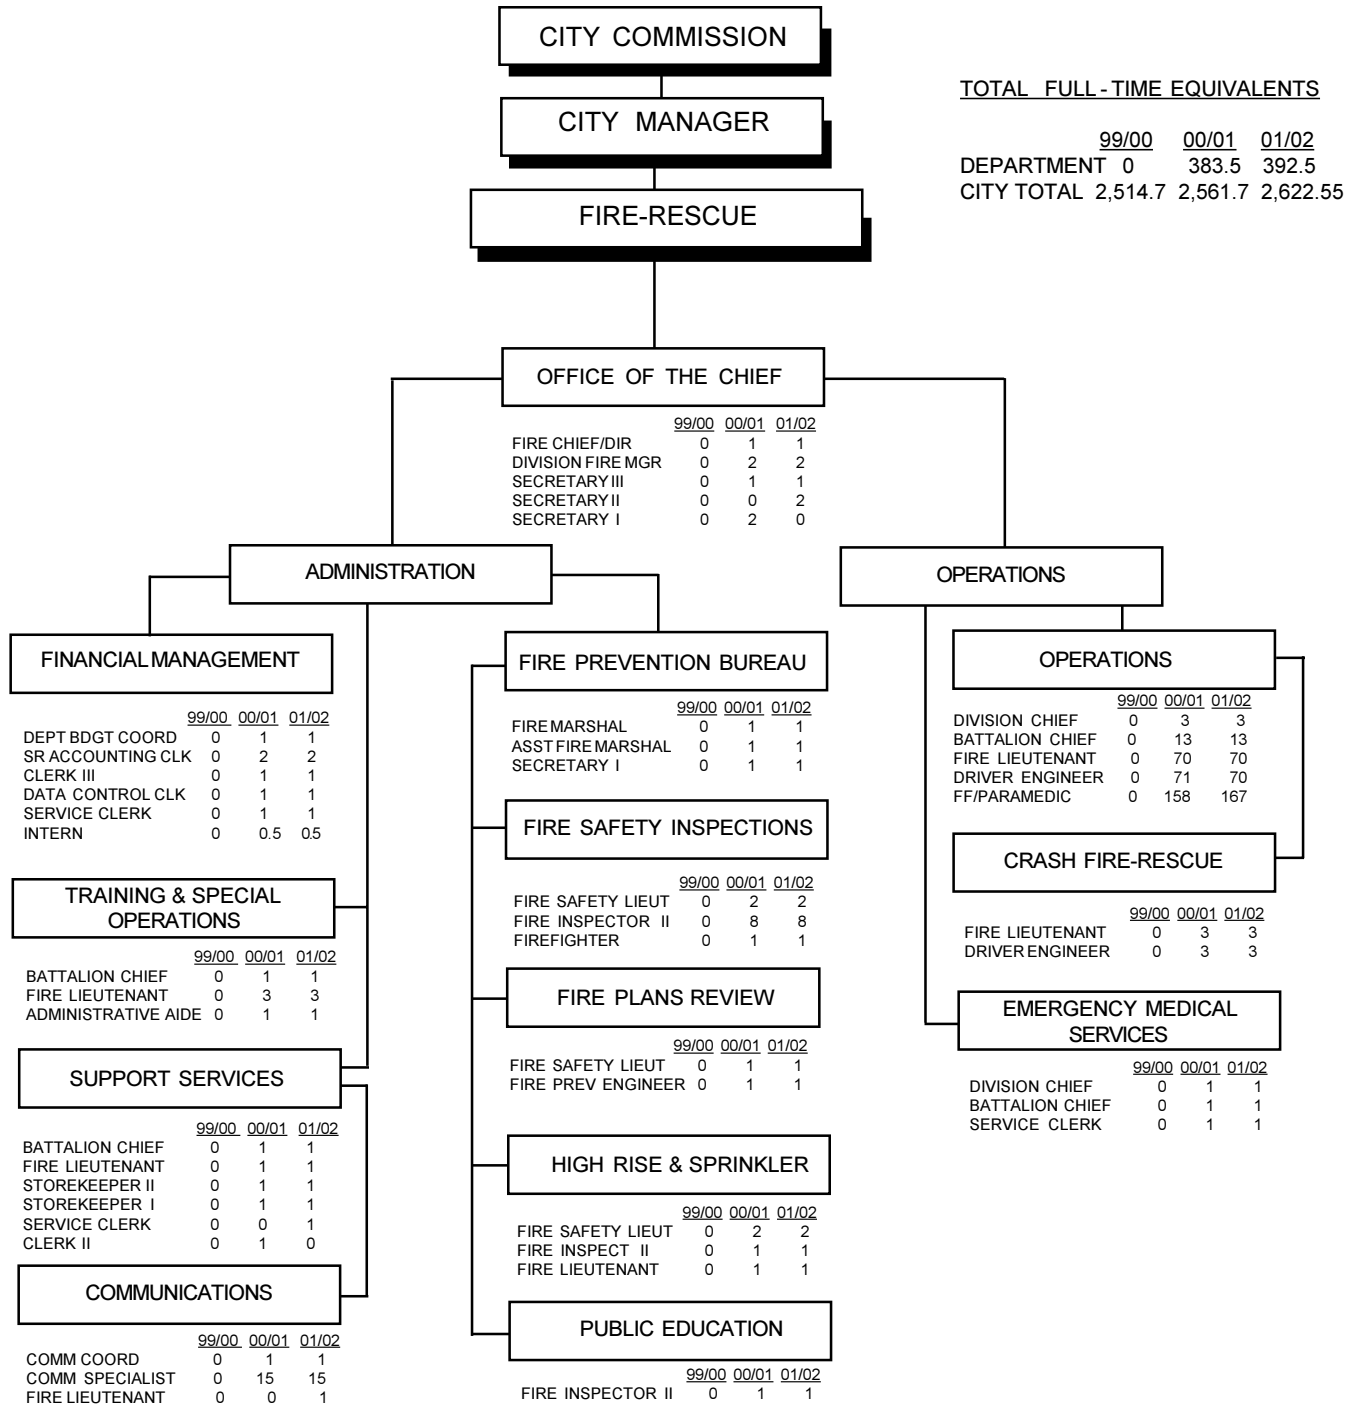 CITY COMMISSION
CITY MANAGER
FIRE-RESCUE
TOTAL FULL-TIME EQUIVALENTS
99/00 00/01 01/02
DEPARTMENT 0 383.5 392.5
CITY TOTAL 2,514.7 2,561.7 2,622.55
OFFICE OF THE CHIEF
99/00 00/01 01/02
FIRE CHIEF/DIR 0 1 1
DIVISION FIRE MGR 0 2 2
SECRETARY III 0 1 1
SECRETARY II 0 0 2
SECRETARY I 0 2 0
ADMINISTRATION
FINANCIAL MANAGEMENT
99/00 00/01 01/02
DEPT BDGT COORD 0 1 1
SR ACCOUNTING CLK 0 2 2
CLERK III 0 1 1
DATA CONTROL CLK 0 1 1
SERVICE CLERK 0 1 1
INTERN 0 0.5 0.5
TRAINING & SPECIAL
OPERATIONS
99/00 00/01 01/02
BATTALION CHIEF 0 1 1
FIRE LIEUTENANT 0 3 3
ADMINISTRATIVE AIDE 0 1 1
SUPPORT SERVICES
99/00 00/01 01/02
BATTALION CHIEF 0 1 1
FIRE LIEUTENANT 0 1 1
STOREKEEPER II 0 1 1
STOREKEEPER I 0 1 1
SERVICE CLERK 0 0 1
CLERK II 0 1 0
COMMUNICATIONS
99/00 00/01 01/02
COMM COORD 0 1 1
COMM SPECIALIST 0 15 15
FIRE LIEUTENANT 0 0 1
FIRE PREVENTION BUREAU
99/00 00/01 01/02
FIRE MARSHAL 0 1 1
ASST FIRE MARSHAL 0 1 1
SECRETARY I 0 1 1
FIRE SAFETY INSPECTIONS
99/00 00/01 01/02
FIRE SAFETY LIEUT 0 2 2
FIRE INSPECTOR II 0 8 8
FIREFIGHTER 0 1 1
FIRE PLANS REVIEW
99/00 00/01 01/02
FIRE SAFETY LIEUT 0 1 1
FIRE PREV ENGINEER 0 1 1
HIGH RISE & SPRINKLER
99/00 00/01 01/02
FIRE SAFETY LIEUT 0 2 2
FIRE INSPECT II 0 1 1
FIRE LIEUTENANT 0 1 1
PUBLIC EDUCATION
99/00 00/01 01/02
FIRE INSPECTOR II 0 1 1
OPERATIONS
OPERATIONS
99/00 00/01 01/02
DIVISION CHIEF 0 3 3
BATTALION CHIEF 0 13 13
FIRE LIEUTENANT 0 70 70
DRIVER ENGINEER 0 71 70
FF/PARAMEDIC 0 158 167
CRASH FIRE-RESCUE
99/00 00/01 01/02
FIRE LIEUTENANT 0 3 3
DRIVER ENGINEER 0 3 3
EMERGENCY MEDICAL
SERVICES
99/00 00/01 01/02
DIVISION CHIEF 0 1 1
BATTALION CHIEF 0 1 1
SERVICE CLERK 0 1 1